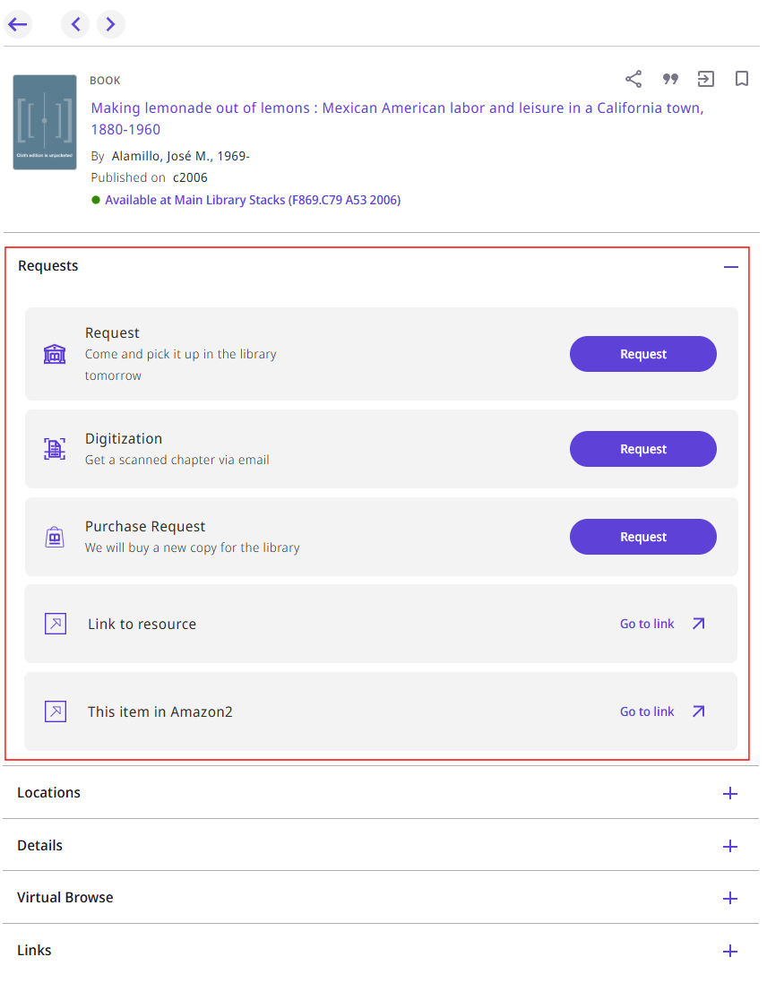 BOOK
Making lemonade out of lemons : Mexican American labor and leisure in a California town,
1880-1960
By Alamillo, José M., 1969-
Published on c2006
Available at Main Library Stacks (F869.C79 A53 2006)
Cloth edition is unjacketed
Requests
Request
Come and pick it up in the library
tomorrow
Request
Digitization
Get a scanned chapter via email
Request
Purchase Request
We will buy a new copy for the library
Request
Link to resource
Go to link
This item in Amazon2
Go to link
Locations
Details
Virtual Browse
Links